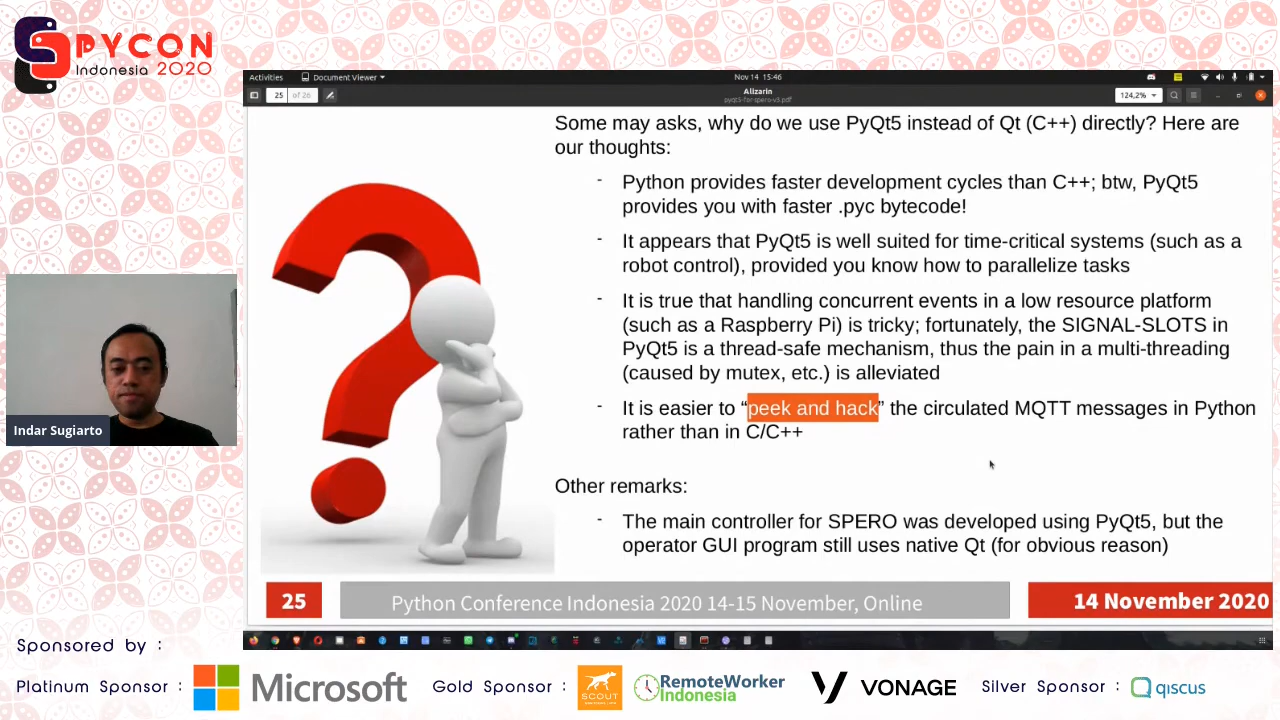 PYCON
Indonesia 2020
Activities
Document Viewer
Nov 14 15:46
25
of 26
Alizarin
pyqt5-for-spero-v3.pdf
124,2%
Some may asks, why do we use PyQt5 instead of Qt (C++) directly? Here are
our thoughts:
- Python provides faster development cycles than C++; btw, PyQt5
provides you with faster .pyc bytecode!
- It appears that PyQt5 is well suited for time-critical systems (such as a
robot control), provided you know how to parallelize tasks
- It is true that handling concurrent events in a low resource platform
(such as a Raspberry Pi) is tricky; fortunately, the SIGNAL-SLOTS in
PyQt5 is a thread-safe mechanism, thus the pain in a multi-threading
(caused by mutex, etc.) is alleviated
- It is easier to “peek and hack” the circulated MQTT messages in Python
rather than in C/C++
Other remarks:
- The main controller for SPERO was developed using PyQt5, but the
operator GUI program still uses native Qt (for obvious reason)
Indar Sugiarto
25
Python Conference Indonesia 2020 14-15 November, Online
14 November 2020
Sponsored by :
Platinum Sponsor :
Microsoft
Gold Sponsor :
SCOUT
RemoteWorker
Indonesia
VONAGE
Silver Sponsor :
qiscus